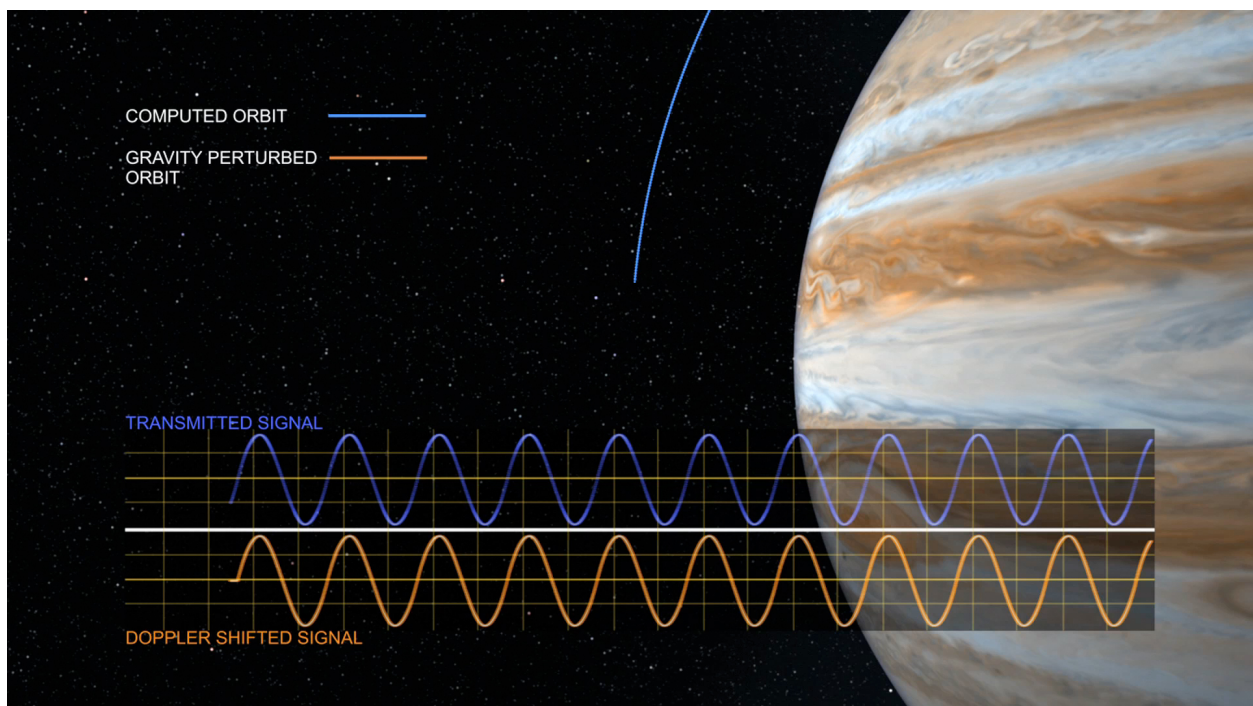 COMPUTED ORBIT
GRAVITY PERTURBED
ORBIT
TRANSMITTED SIGNAL
DOPPLER SHIFTED SIGNAL